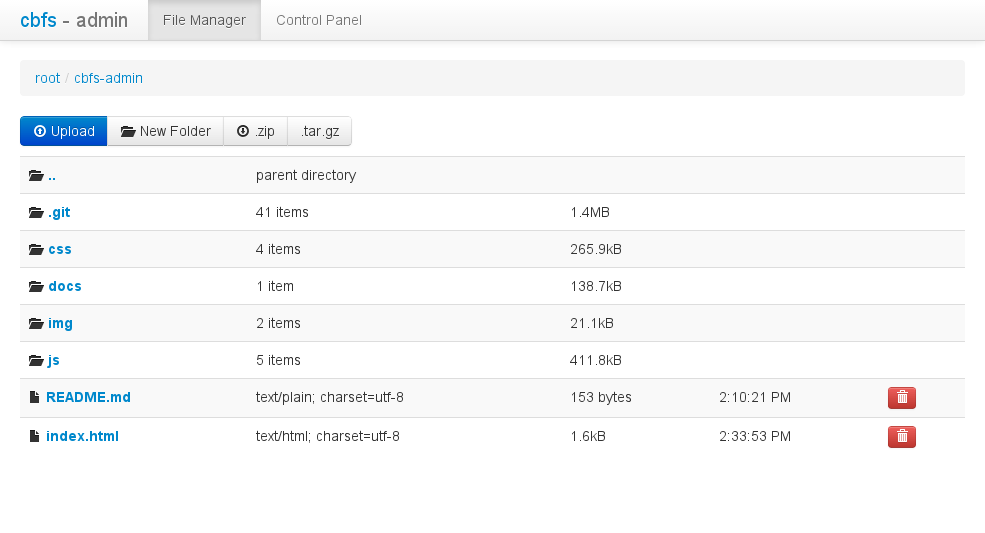 cbfs - admin File Manager Control Panel
root / cbfs-admin
Upload New Folder .zip .tar.gz
.. parent directory
.git 41 items 1.4MB
css 4 items 265.9kB
docs 1 item 138.7kB
img 2 items 21.1kB
js 5 items 411.8kB
README.md text/plain; charset=utf-8 153 bytes 2:10:21 PM
index.html text/html; charset=utf-8 1.6kB 2:33:53 PM